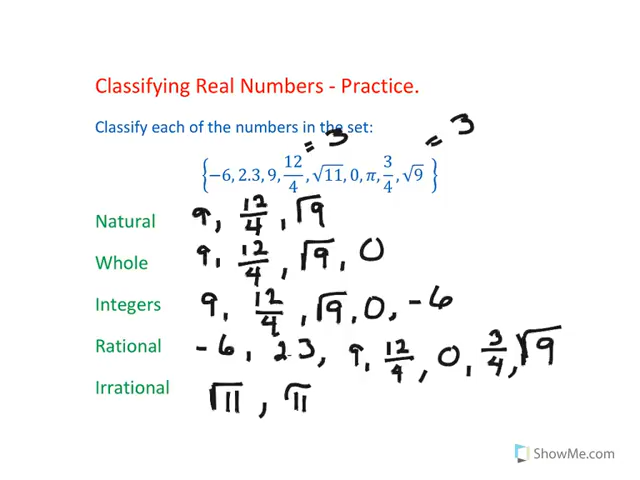 Classifying Real Numbers - Practice.
Classify each of the numbers in the set:
= 3 = 3
{−6, 2.3, 9, 12/4, √11, 0, π, 3/4, √9 }
Natural 9, 12/4, √9
Whole 9, 12/4, √9, 0
Integers 9, 12/4, √9, 0, -6
Rational -6, 2.3, 9, 12/4, 0, 3/4, √9
Irrational √11, π
ShowMe.com